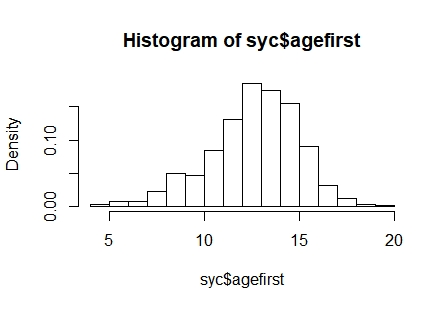 Histogram of syc$agefirst
Density
0.10
0.00
5 10 15 20
syc$agefirst